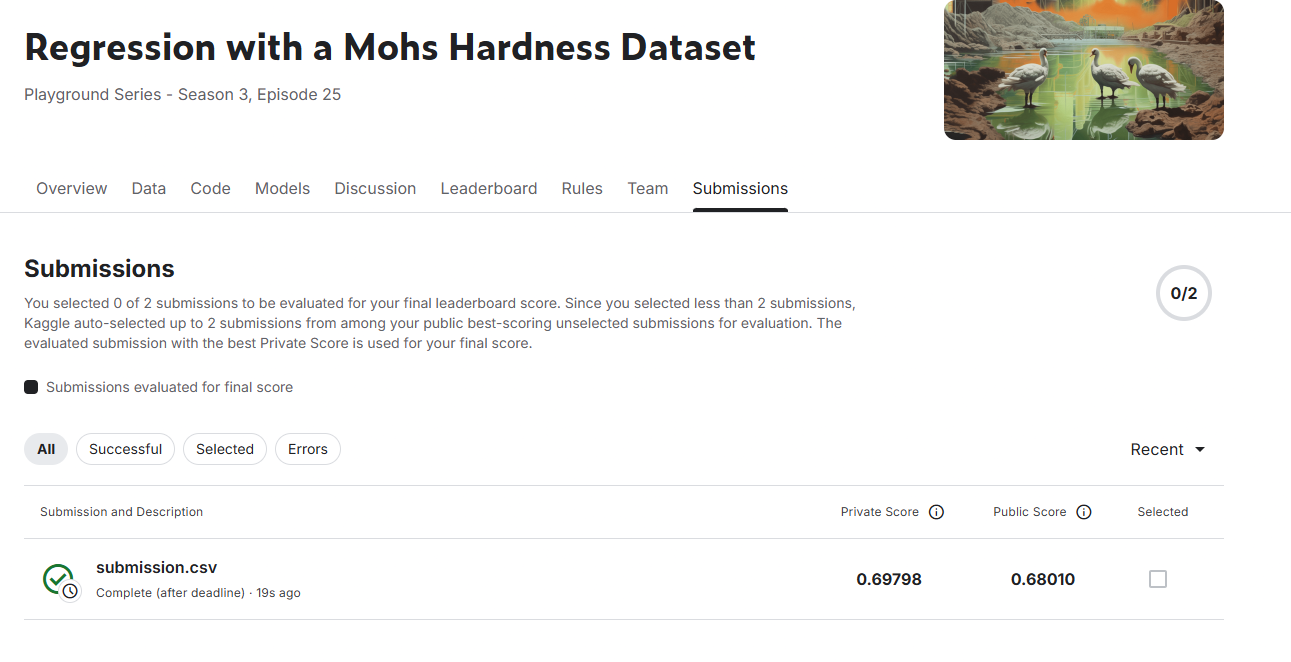 Regression with a Mohs Hardness Dataset
Playground Series - Season 3, Episode 25
Overview Data Code Models Discussion Leaderboard Rules Team Submissions
Submissions
You selected 0 of 2 submissions to be evaluated for your final leaderboard score. Since you selected less than 2 submissions,
Kaggle auto-selected up to 2 submissions from among your public best-scoring unselected submissions for evaluation. The
evaluated submission with the best Private Score is used for your final score.
0/2
Submissions evaluated for final score
All Successful Selected Errors Recent
Submission and Description Private Score Public Score Selected
submission.csv
Complete (after deadline) · 19s ago
0.69798 0.68010